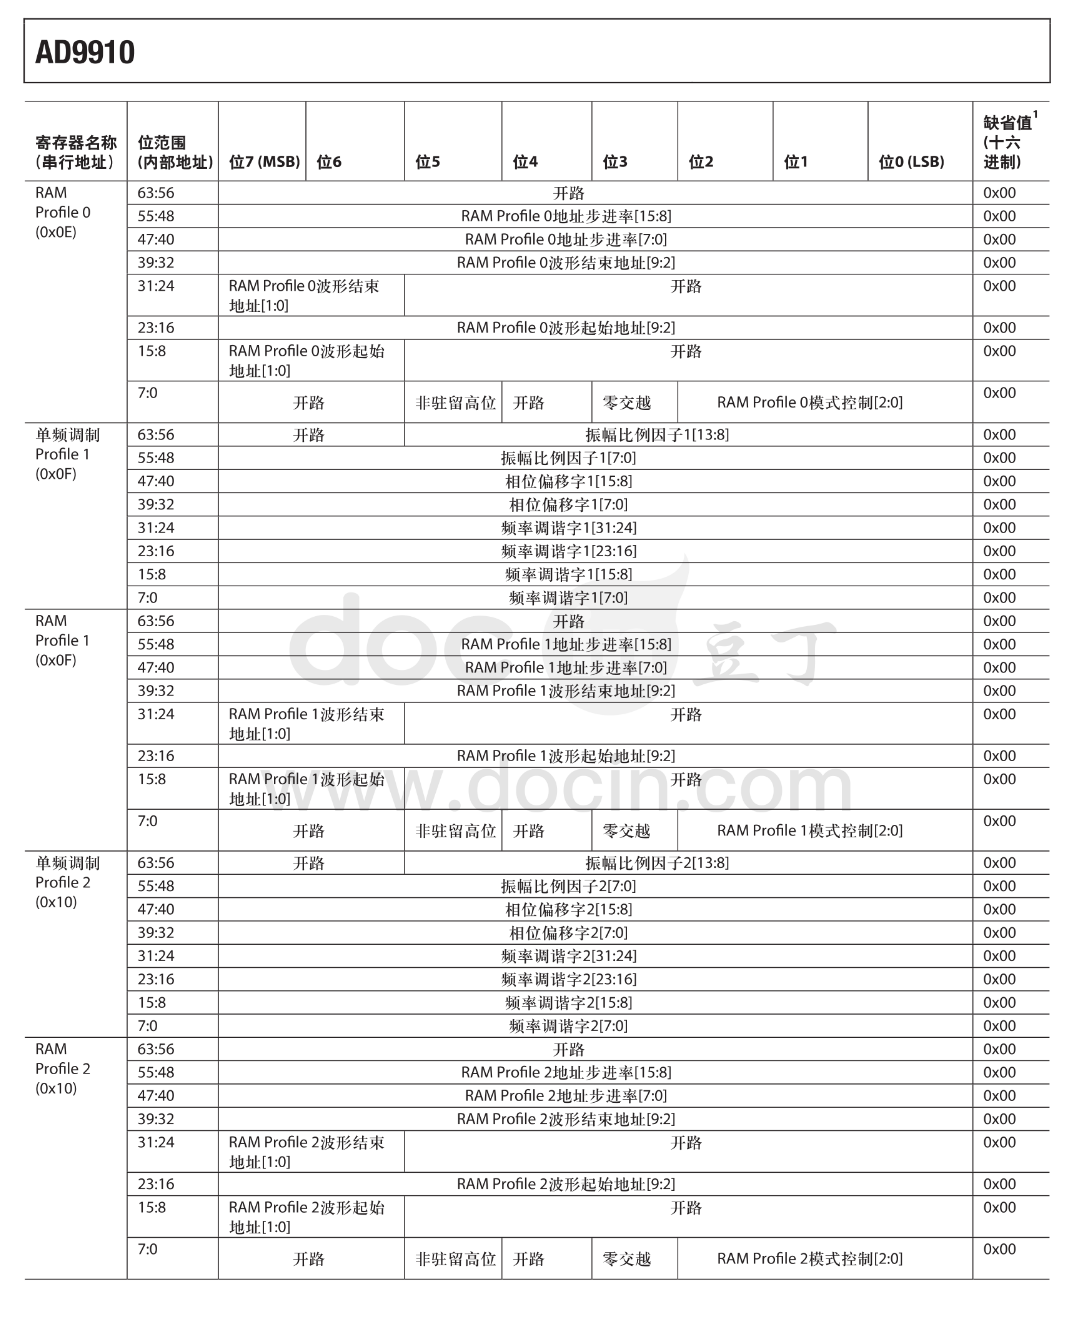 AD9910
寄存器名称 (串行地址) 位范围 (内部地址) 位7 (MSB) 位6 位5 位4 位3 位2 位1 位0 (LSB) 缺省值1 (十六进制)
RAM Profile 0 (0x0E) 63:56 开路 0x00
55:48 RAM Profile 0地址步进率[15:8] 0x00
47:40 RAM Profile 0地址步进率[7:0] 0x00
39:32 RAM Profile 0波形结束地址[9:2] 0x00
31:24 RAM Profile 0波形结束地址[1:0] 开路 0x00
23:16 RAM Profile 0波形起始地址[9:2] 0x00
15:8 RAM Profile 0波形起始地址[1:0] 开路 0x00
7:0 开路 非驻留高位 开路 零交越 RAM Profile 0模式控制[2:0] 0x00
单频调制 Profile 1 (0x0F) 63:56 开路 振幅比例因子1[13:8] 0x00
55:48 振幅比例因子1[7:0] 0x00
47:40 相位偏移字1[15:8] 0x00
39:32 相位偏移字1[7:0] 0x00
31:24 频率调谐字1[31:24] 0x00
23:16 频率调谐字1[23:16] 0x00
15:8 频率调谐字1[15:8] 0x00
7:0 频率调谐字1[7:0] 0x00
RAM Profile 1 (0x0F) 63:56 开路 0x00
55:48 RAM Profile 1地址步进率[15:8] 0x00
47:40 RAM Profile 1地址步进率[7:0] 0x00
39:32 RAM Profile 1波形结束地址[9:2] 0x00
31:24 RAM Profile 1波形结束地址[1:0] 开路 0x00
23:16 RAM Profile 1波形起始地址[9:2] 0x00
15:8 RAM Profile 1波形起始地址[1:0] 开路 0x00
7:0 开路 非驻留高位 开路 零交越 RAM Profile 1模式控制[2:0] 0x00
单频调制 Profile 2 (0x10) 63:56 开路 振幅比例因子2[13:8] 0x00
55:48 振幅比例因子2[7:0] 0x00
47:40 相位偏移字2[15:8] 0x00
39:32 相位偏移字2[7:0] 0x00
31:24 频率调谐字2[31:24] 0x00
23:16 频率调谐字2[23:16] 0x00
15:8 频率调谐字2[15:8] 0x00
7:0 频率调谐字2[7:0] 0x00
RAM Profile 2 (0x10) 63:56 开路 0x00
55:48 RAM Profile 2地址步进率[15:8] 0x00
47:40 RAM Profile 2地址步进率[7:0] 0x00
39:32 RAM Profile 2波形结束地址[9:2] 0x00
31:24 RAM Profile 2波形结束地址[1:0] 开路 0x00
23:16 RAM Profile 2波形起始地址[9:2] 0x00
15:8 RAM Profile 2波形起始地址[1:0] 开路 0x00
7:0 开路 非驻留高位 开路 零交越 RAM Profile 2模式控制[2:0] 0x00
docin 豆丁
www.docin.com